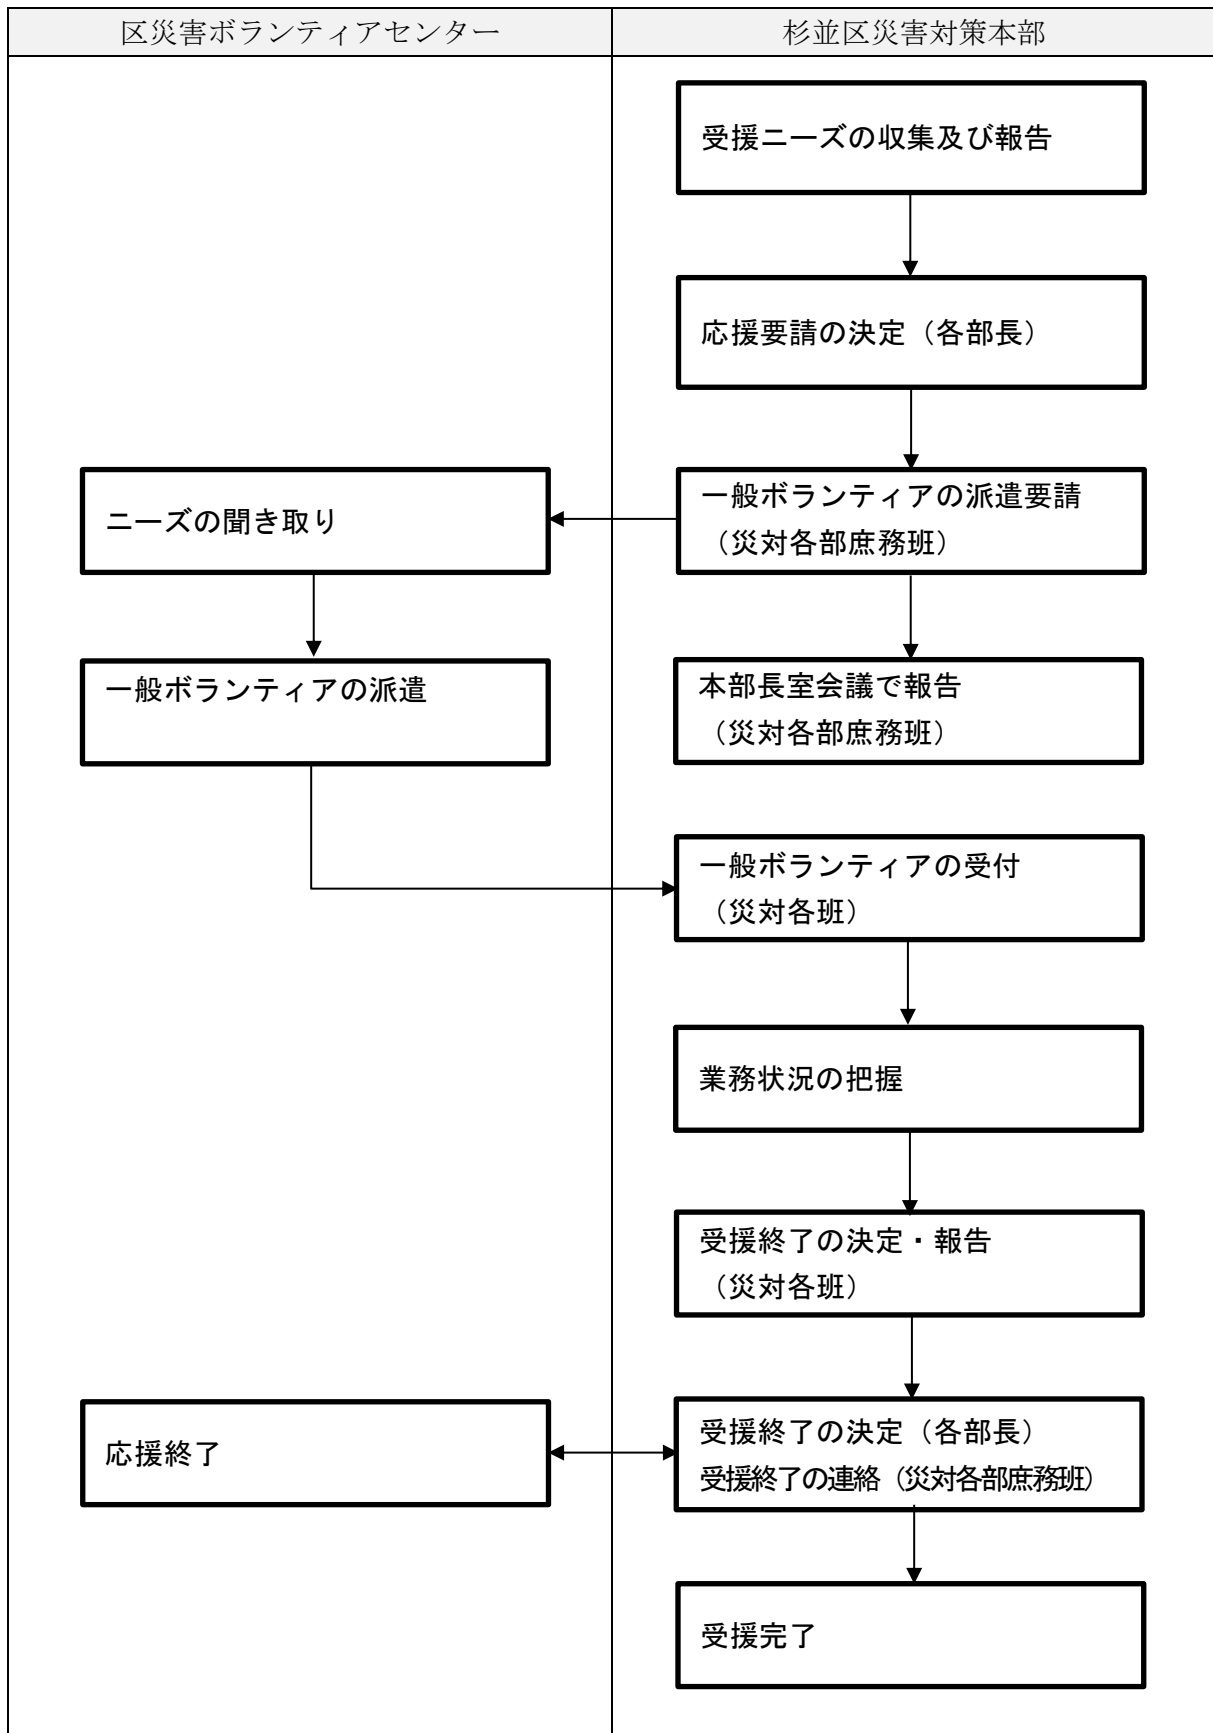 区災害ボランティアセンター
杉並区災害対策本部
受援ニーズの収集及び報告
応援要請の決定（各部長）
一般ボランティアの派遣要請
（災対各部庶務班）
ニーズの聞き取り
一般ボランティアの派遣
本部長室会議で報告
（災対各部庶務班）
一般ボランティアの受付
（災対各班）
業務状況の把握
受援終了の決定・報告
（災対各班）
応援終了
受援終了の決定（各部長）
受援終了の連絡（災対各部庶務班）
受援完了